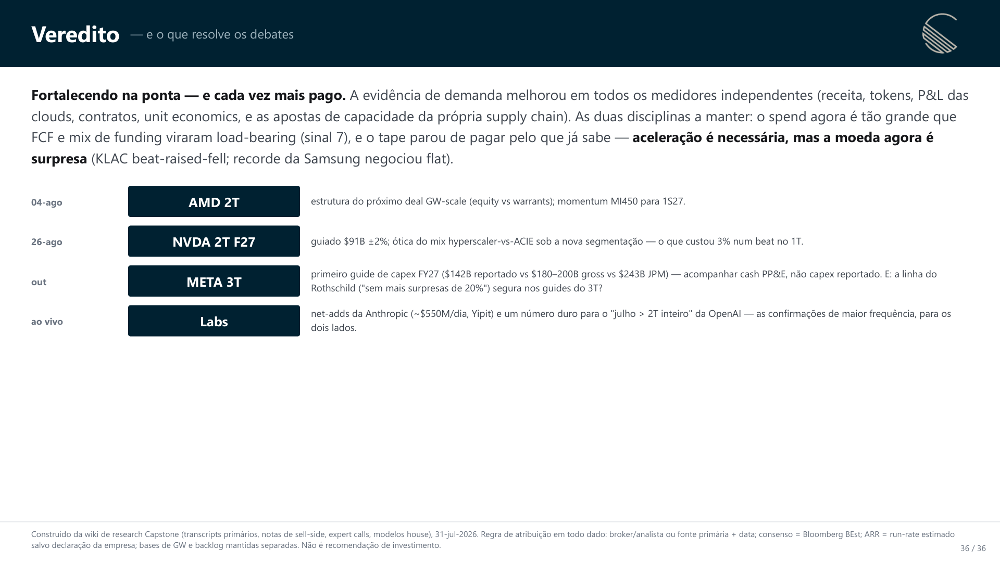 Veredito — e o que resolve os debates
Fortalecendo na ponta — e cada vez mais pago. A evidência de demanda melhorou em todos os medidores independentes (receita, tokens, P&L das
clouds, contratos, unit economics, e as apostas de capacidade da própria supply chain). As duas disciplinas a manter: o spend agora é tão grande que
FCF e mix de funding viraram load-bearing (sinal 7), e o tape parou de pagar pelo que já sabe — aceleração é necessária, mas a moeda agora é
surpresa (KLAC beat-raised-fell; recorde da Samsung negociou flat).
04-ago
AMD 2T
estrutura do próximo deal GW-scale (equity vs warrants); momentum MI450 para 1S27.
26-ago
NVDA 2T F27
guiado $91B ±2%; ótica do mix hyperscaler-vs-ACIE sob a nova segmentação — o que custou 3% num beat no 1T.
out
META 3T
primeiro guide de capex FY27 ($142B reportado vs $180–200B gross vs $243B JPM) — acompanhar cash PP&E, não capex reportado. E: a linha do
Rothschild ("sem mais surpresas de 20%") segura nos guides do 3T?
ao vivo
Labs
net-adds da Anthropic (~$550M/dia, Yipit) e um número duro para o "julho > 2T inteiro" da OpenAI — as confirmações de maior frequência, para os
dois lados.
Construído da wiki de research Capstone (transcripts primários, notas de sell-side, expert calls, modelos house), 31-jul-2026. Regra de atribuição em todo dado: broker/analista ou fonte primária + data; consenso = Bloomberg BEst; ARR = run-rate estimado
salvo declaração da empresa; bases de GW e backlog mantidas separadas. Não é recomendação de investimento.
36 / 36